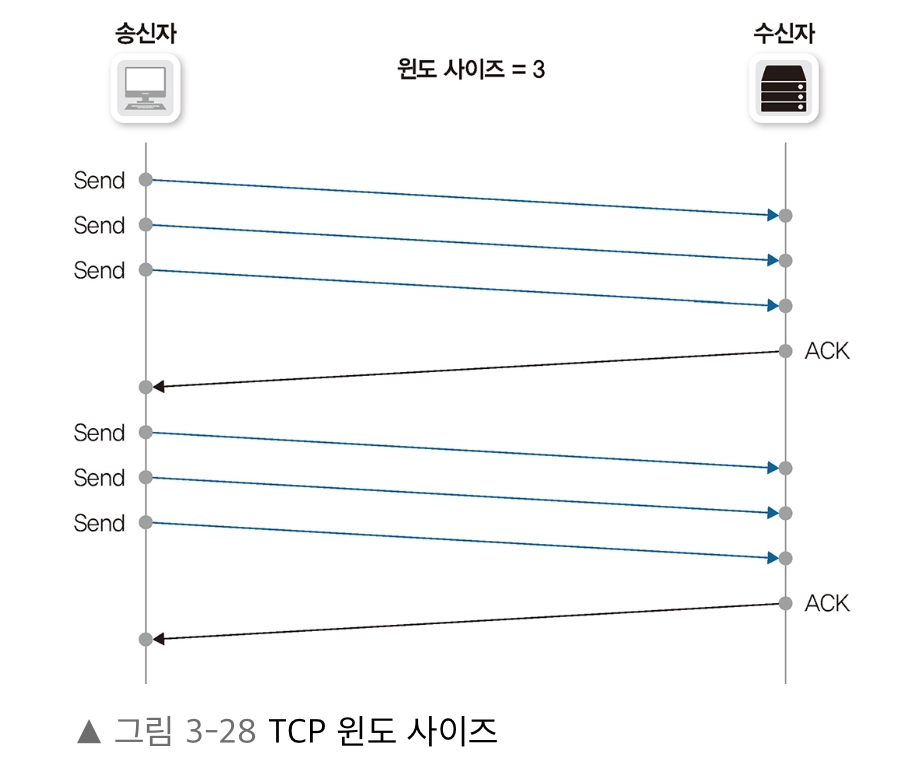 송신자
수신자
윈도 사이즈 = 3
Send
Send
Send
ACK
Send
Send
Send
ACK
▲ 그림 3-28 TCP 윈도 사이즈